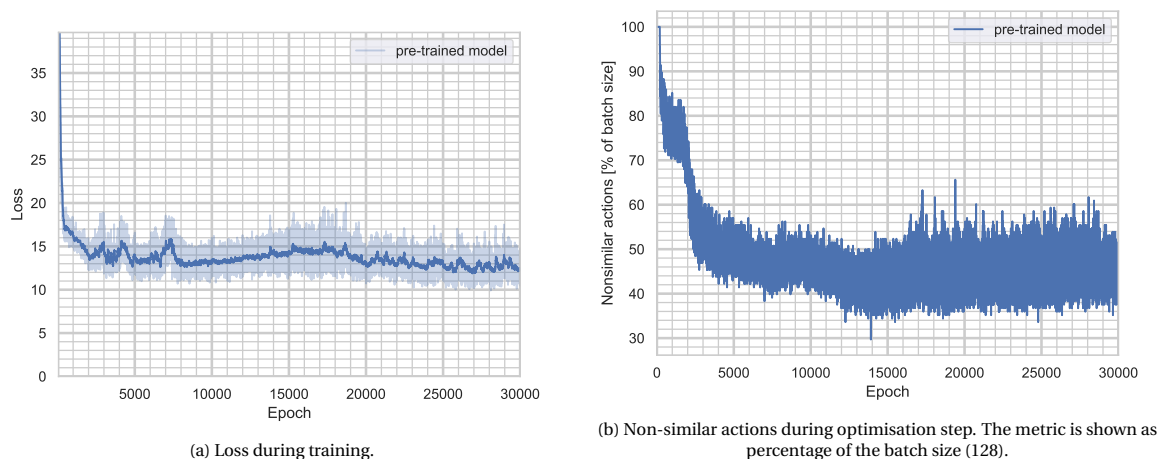 pre-trained model
Loss
35
30
25
20
15
10
5
0
5000 10000 15000 20000 25000 30000
Epoch
(a) Loss during training.
pre-trained model
Nonsimilar actions [% of batch size]
100
90
80
70
60
50
40
30
0 5000 10000 15000 20000 25000 30000
Epoch
(b) Non-similar actions during optimisation step. The metric is shown as
percentage of the batch size (128).